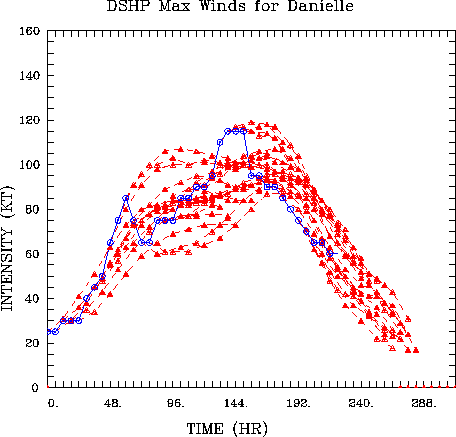 DSHP Max Winds for Danielle
160
140
120
100
80
60
40
20
0
INTENSITY (KT)
0. 48. 96. 144. 192. 240. 288.
TIME (HR)